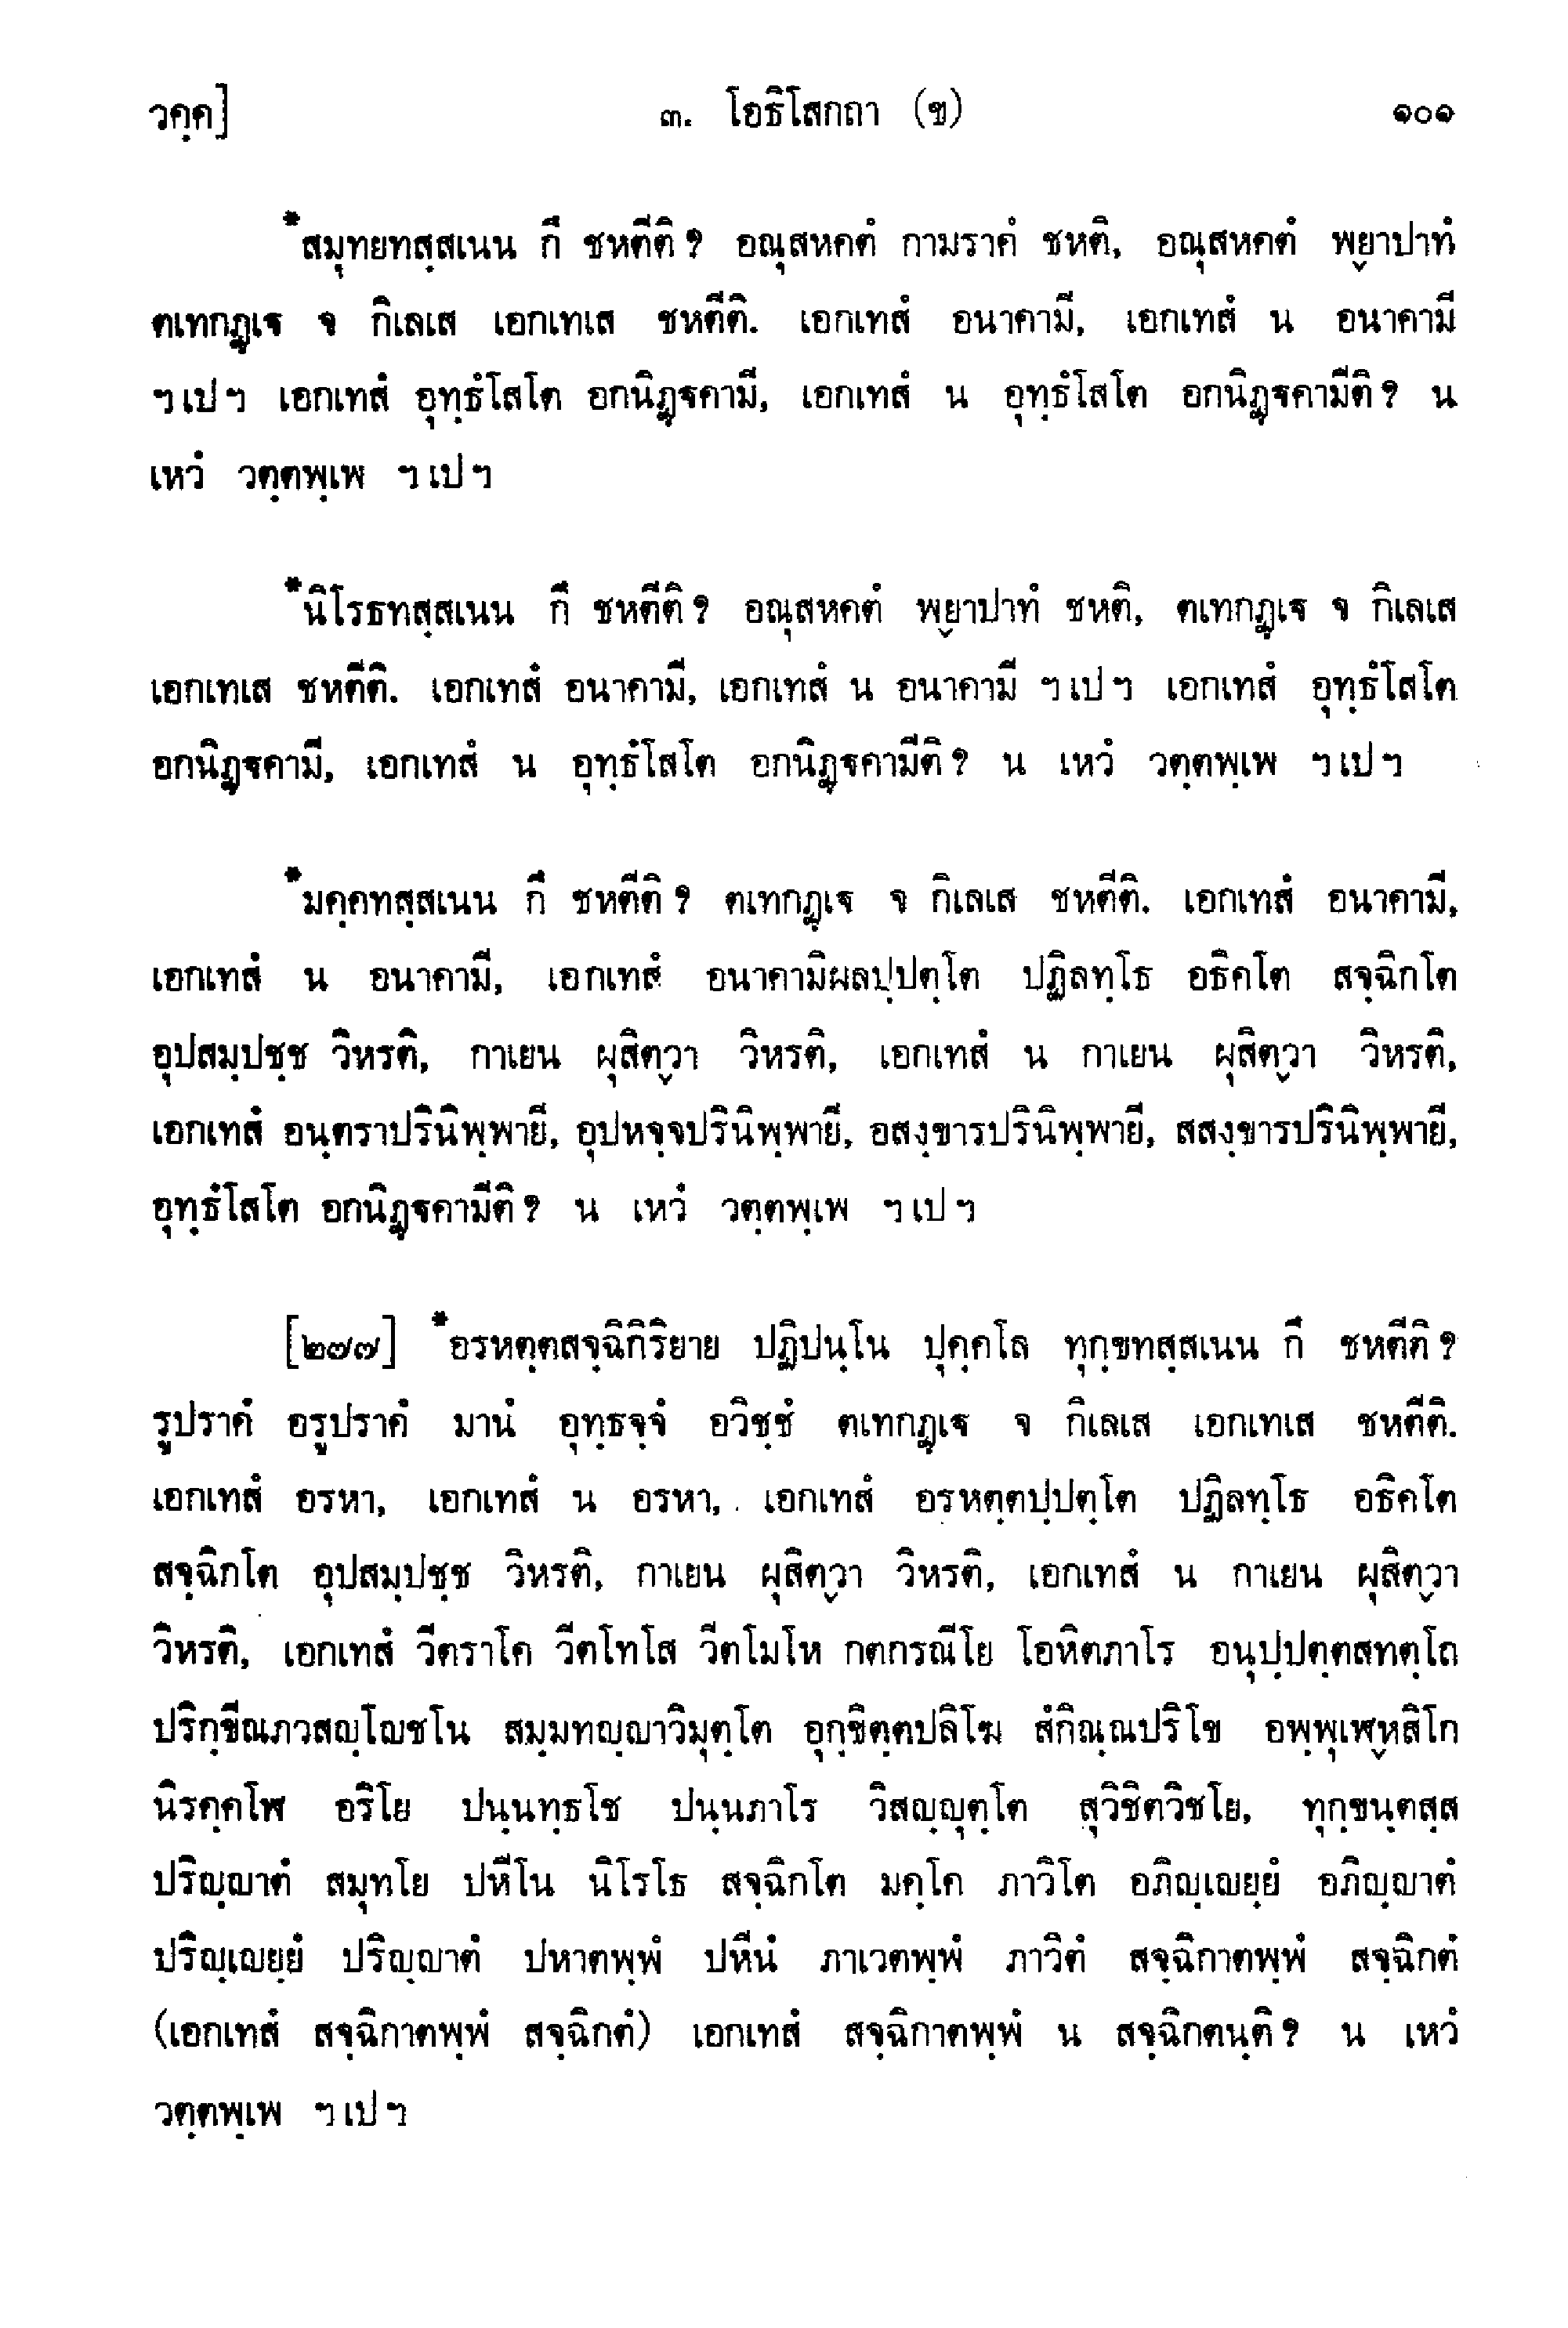 วคฺค]
๓. โอธิโสกถา (ข)
๑๐๑
*สมุทยทสฺสเนน กึ ชหตีติ ? อณุสหคตํ กามราคํ ชหติ, อณุสหคตํ พฺยาปาทํ
ตเทกฏฺเฐ จ กิเลเส เอกเทเส ชหตีติ. เอกเทสํ อนาคามี, เอกเทสํ น อนาคามี
ฯ เป ฯ เอกเทสํ อุทฺธํโสโต อกนิฏฺฐคามี, เอกเทสํ น อุทฺธํโสโต อกนิฏฺฐคามีติ ? น
เหวํ วตฺตพฺเพ ฯ เป ฯ
*นิโรธทสฺสเนน กึ ชหตีติ ? อณุสหคตํ พฺยาปาทํ ชหติ, ตเทกฏฺเฐ จ กิเลเส
เอกเทเส ชหตีติ. เอกเทสํ อนาคามี, เอกเทสํ น อนาคามี ฯ เป ฯ เอกเทสํ อุทฺธํโสโต
อกนิฏฺฐคามี, เอกเทสํ น อุทฺธํโสโต อกนิฏฺฐคามีติ ? น เหวํ วตฺตพฺเพ ฯ เป ฯ
*มคฺคทสฺสเนน กึ ชหตีติ ? ตเทกฏฺเฐ จ กิเลเส ชหตีติ. เอกเทสํ อนาคามี,
เอกเทสํ น อนาคามี, เอกเทสํ อนาคามิผลปฺปตฺโต ปฏิลทฺโธ อธิคโต สจฺฉิกโต
อุปสมฺปชฺช วิหรติ, กาเยน ผุสิตฺวา วิหรติ, เอกเทสํ น กาเยน ผุสิตฺวา วิหรติ,
เอกเทสํ อนฺตราปรินิพฺพายี, อุปหจฺจปรินิพฺพายี, อสงฺขารปรินิพฺพายี, สสงฺขารปรินิพฺพายี,
อุทฺธํโสโต อกนิฏฺฐคามีติ ? น เหวํ วตฺตพฺเพ ฯ เป ฯ
[๒๗๗] *อรหตฺตสจฺฉิกิริยาย ปฏิปนฺโน ปุคฺคโล ทุกฺขทสฺสเนน กึ ชหตีติ ?
รูปราคํ อรูปราคํ มานํ อุทฺธจฺจํ อวิชฺชํ ตเทกฏฺเฐ จ กิเลเส เอกเทเส ชหตีติ.
เอกเทสํ อรหา, เอกเทสํ น อรหา, เอกเทสํ อรหตฺตปฺปตฺโต ปฏิลทฺโธ อธิคโต
สจฺฉิกโต อุปสมฺปชฺช วิหรติ, กาเยน ผุสิตฺวา วิหรติ, เอกเทสํ น กาเยน ผุสิตฺวา
วิหรติ, เอกเทสํ วีตราโค วีตโทโส วีตโมโห กตกรณีโย โอหิตภาโร อนุปฺปตฺตสทตฺโถ
ปริกฺขีณภวสญฺโญชโน สมฺมทญฺญาวิมุตฺโต อุกฺขิตฺตปลิโฆ สํกิณฺณปริโข อพฺพุเฬฺหสิโก
นิรคฺคโฬ อริโย ปนฺนทฺธโช ปนฺนภาโร วิสญฺญุตฺโต สุวิชิตวิชโย, ทุกฺขนฺตสฺส
ปริญฺญาตํ สมุทโย ปหีโน นิโรโธ สจฺฉิกโต มคฺโค ภาวิโต อภิญฺเญยฺยํ อภิญฺญาตํ
ปริญฺเญยฺยํ ปริญฺญาตํ ปหาตพฺพํ ปหีนํ ภาเวตพฺพํ ภาวิตํ สจฺฉิกาตพฺพํ สจฺฉิกตํ
(เอกเทสํ สจฺฉิกาตพฺพํ สจฺฉิกตํ) เอกเทสํ สจฺฉิกาตพฺพํ น สจฺฉิกตนฺติ ? น เหวํ
วตฺตพฺเพ ฯ เป ฯ